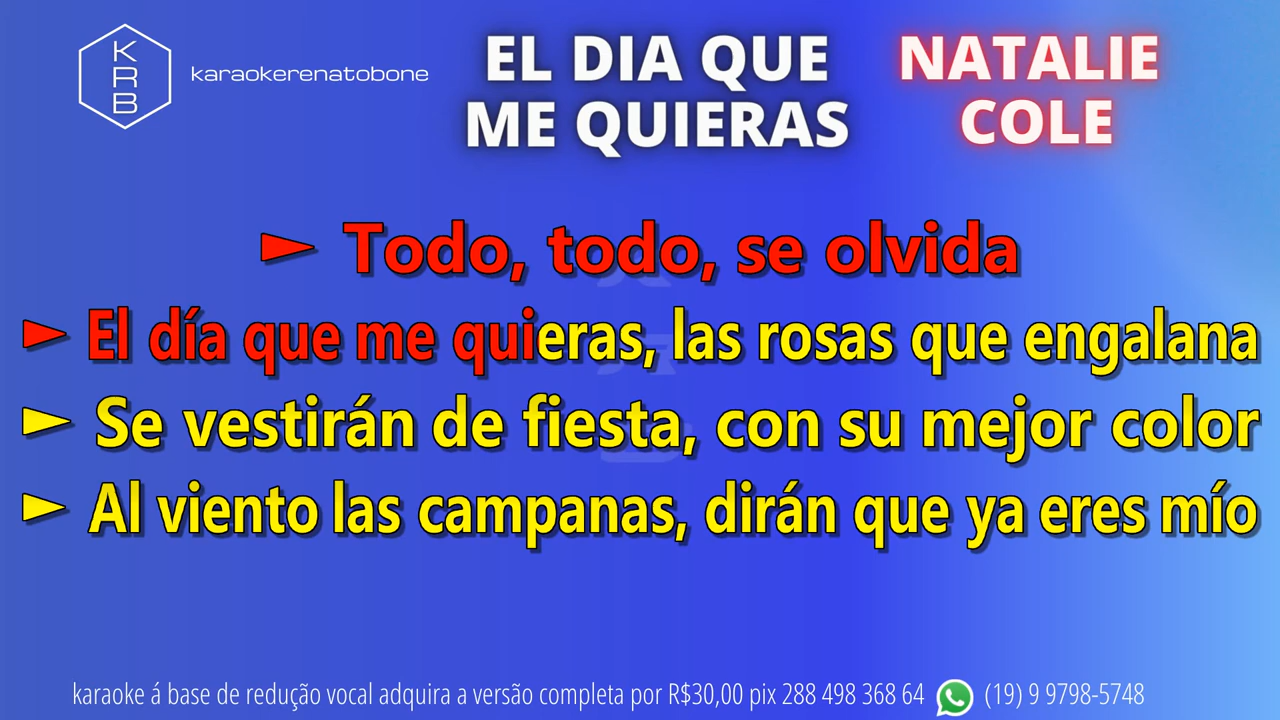 K
R
B
karaokerenatobone
EL DIA QUE
ME QUIERAS
NATALIE
COLE
► Todo, todo, se olvida
► El día que me quieras, las rosas que engalana
► Se vestirán de fiesta, con su mejor color
► Al viento las campanas, dirán que ya eres mío
karaoke á base de redução vocal adquira a versão completa por R$30,00 pix 288 498 368 64 (19) 9 9798-5748